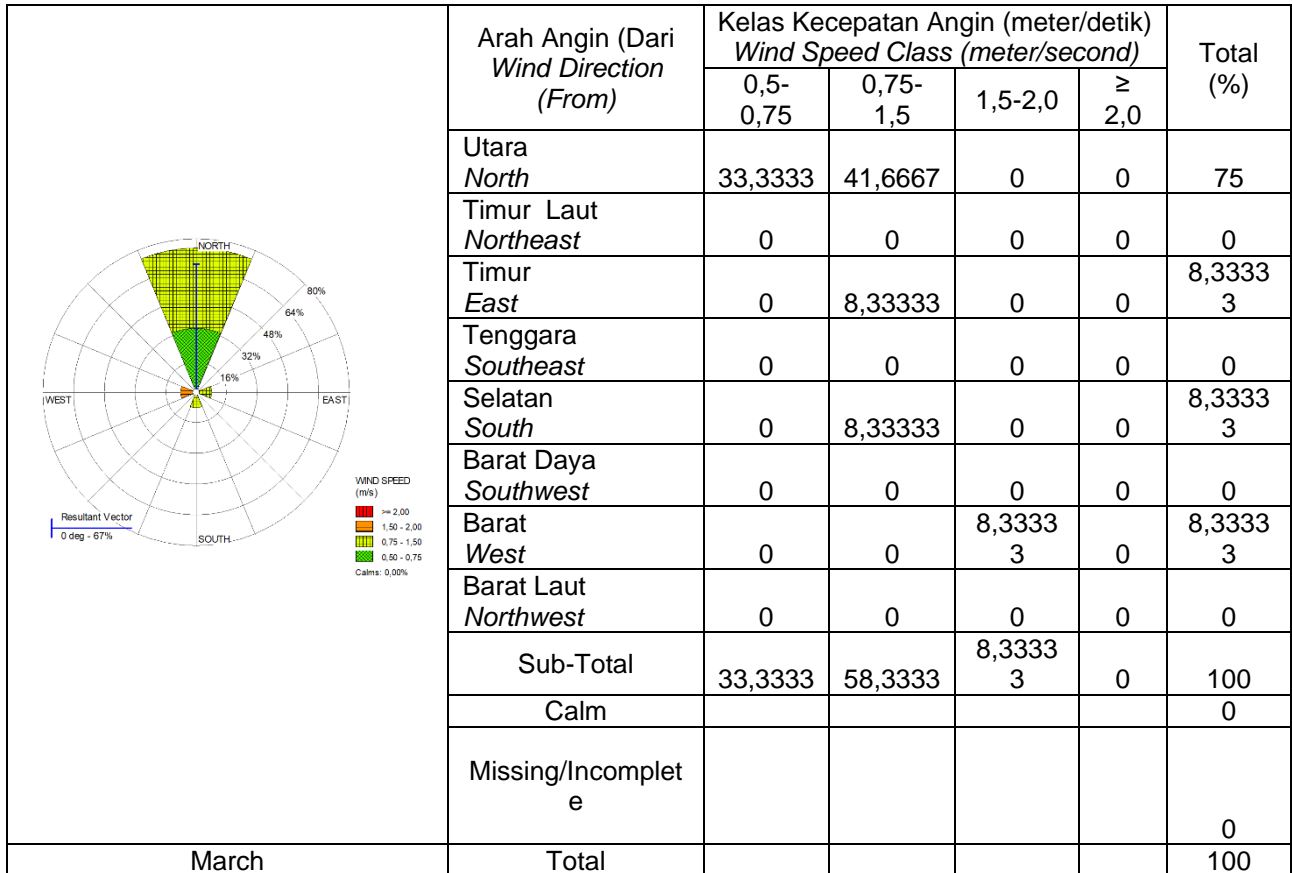 NORTH
80%
64%
48%
32%
16%
WEST
EAST
SOUTH
WIND SPEED
(m/s)
>= 2,00
1,50 - 2,00
0,75 - 1,50
0,50 - 0,75
Calms: 0,00%
Resultant Vector
0 deg - 67%
Arah Angin (Dari
Wind Direction
(From)
Kelas Kecepatan Angin (meter/detik)
Wind Speed Class (meter/second)
Total
(%)
0,5-
0,75
0,75-
1,5
1,5-2,0
≥
2,0
Utara
North 33,3333 41,6667 0 0 75
Timur Laut
Northeast 0 0 0 0 0
Timur 8,3333
East 0 8,33333 0 0 3
Tenggara
Southeast 0 0 0 0 0
Selatan 8,3333
South 0 8,33333 0 0 3
Barat Daya
Southwest 0 0 0 0 0
Barat 8,3333 8,3333
West 0 0 3 0 3
Barat Laut
Northwest 0 0 0 0 0
Sub-Total 33,3333 58,3333 8,3333
3 0 100
Calm 0
Missing/Incomplet
e
0
March Total 100